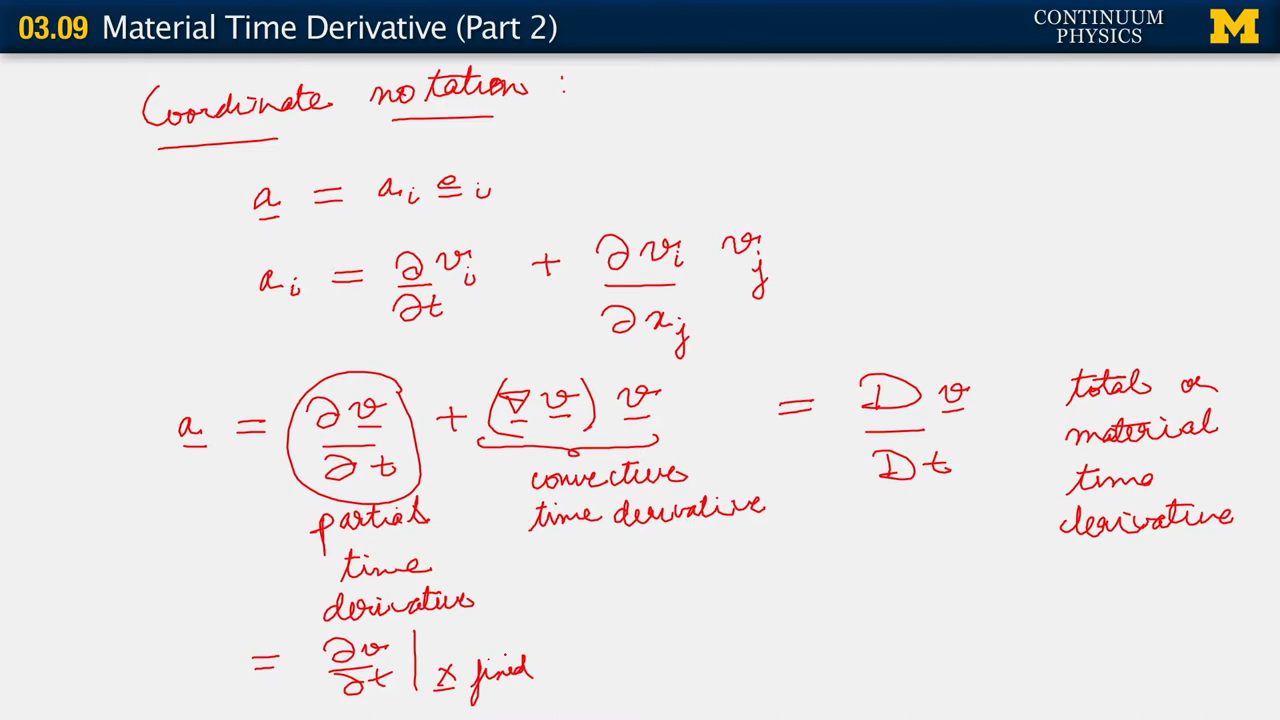 03.09 Material Time Derivative (Part 2)
CONTINUUM
PHYSICS
M
Coordinate notation :
a = aᵢ eᵢ
aᵢ = ∂vᵢ/∂t + ∂vᵢ/∂xⱼ vⱼ
a = ∂v/∂t + (∇ v) v = D v/Dt
total or
material
time
derivative
convective
time derivative
partial
time
derivative
= ∂v/∂t | x fixed